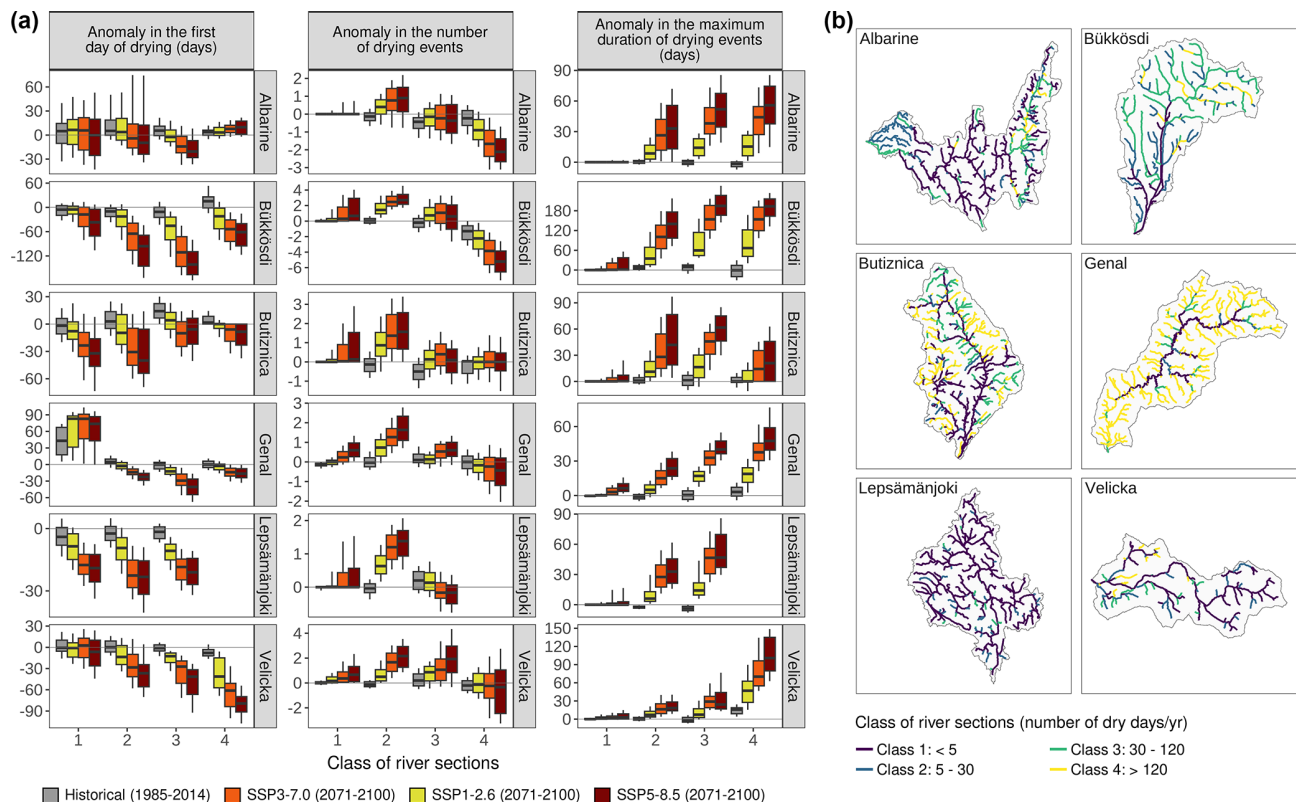 (a)
Anomaly in the first
day of drying (days)
Anomaly in the number
of drying events
Anomaly in the maximum
duration of drying events
(days)
60
30
0
-30
2
1
0
-1
-2
-3
90
60
30
0
Albarine
Albarine
Albarine
60
0
-60
-120
4
2
0
-2
-4
-6
180
120
60
0
Bükkösdi
Bükkösdi
Bükkösdi
30
0
-30
-60
3
2
1
0
-1
90
60
30
0
Butiznica
Butiznica
Butiznica
90
60
30
0
-30
-60
2
1
0
1
2
60
30
0
Genal
Genal
Genal
0
-30
2
1
0
90
60
30
0
Lepsämänjoki
Lepsämänjoki
Lepsämänjoki
30
0
-30
-60
-90
4
2
0
2
150
120
90
60
30
0
Velicka
Velicka
Velicka
1 2 3 4
1 2 3 4
1 2 3 4
Class of river sections
Historical (1985-2014) SSP3-7.0 (2071-2100) SSP1-2.6 (2071-2100) SSP5-8.5 (2071-2100)
(b)
Albarine
Bükkösdi
Butiznica
Genal
Lepsämänjoki
Velicka
Class of river sections (number of dry days/yr)
Class 1: < 5
Class 3: 30 - 120
Class 2: 5 - 30
Class 4: > 120